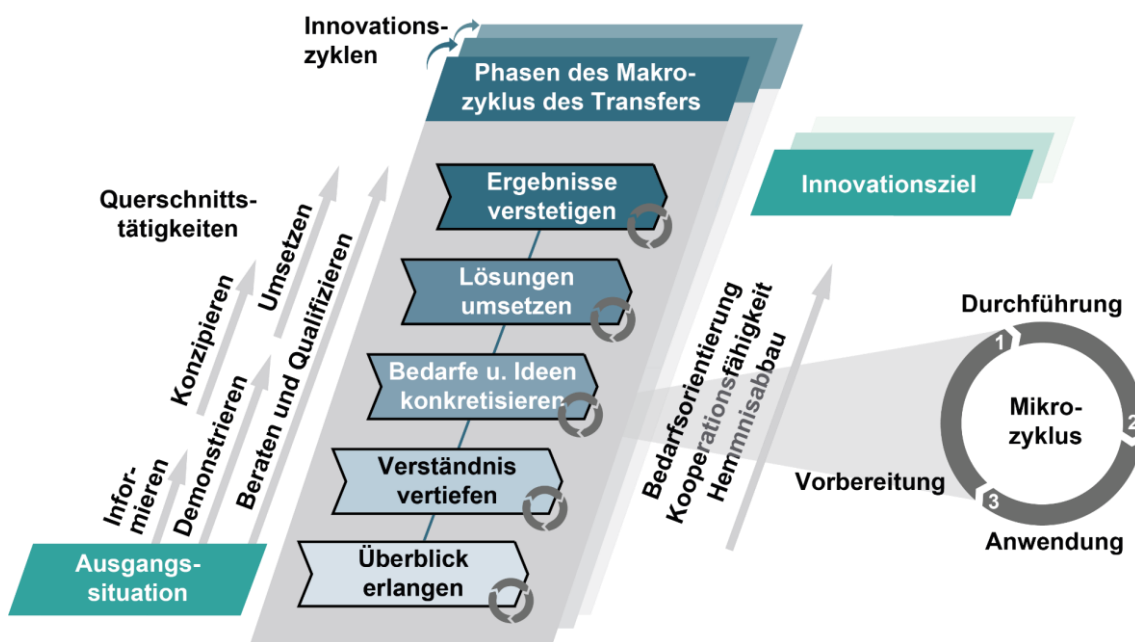 Innovations-
zyklen
Phasen des Makro-
zyklus des Transfers
Innovationsziel
Querschnitts-
tätigkeiten
Ergebnisse
verstetigen
Lösungen
umsetzen
Bedarfe u. Ideen
konkretisieren
Verständnis
vertiefen
Überblick
erlangen
Infor-
mieren
Demonstrieren
Konzipieren
Umsetzen
Beraten und Qualifizieren
Ausgangs-
situation
Bedarfsorientierung
Kooperationsfähigkeit
Hemmnisabbau
Durchführung
1
2
Mikro-
zyklus
Vorbereitung
3
Anwendung